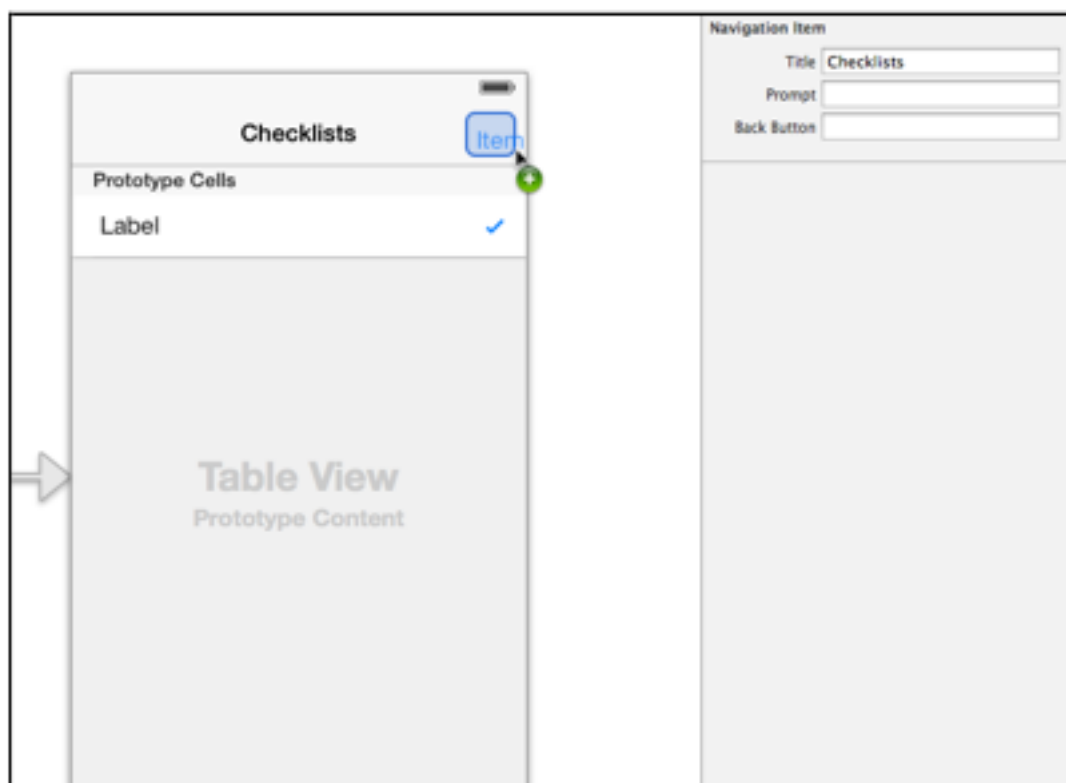 Navigation Item
Title Checklists
Prompt
Back Button
Checklists
Item
Prototype Cells
Label
Table View
Prototype Content